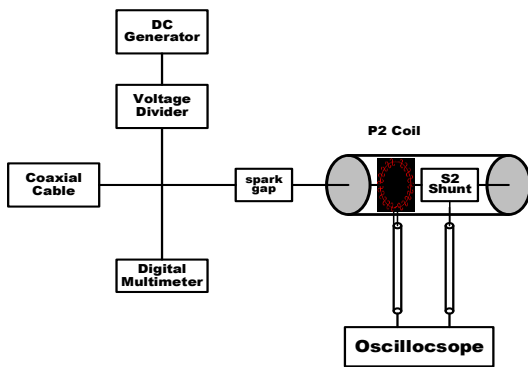 DC
Generator
Voltage
Divider
P2 Coil
Coaxial
Cable
spark
gap
S2
Shunt
Digital
Multimeter
Oscillocsope